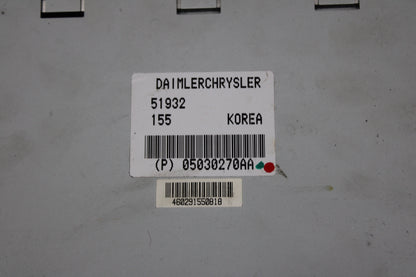 DAIMLERCHRYSLER
51932
155 KOREA
(P) 05030270AA
460291550818